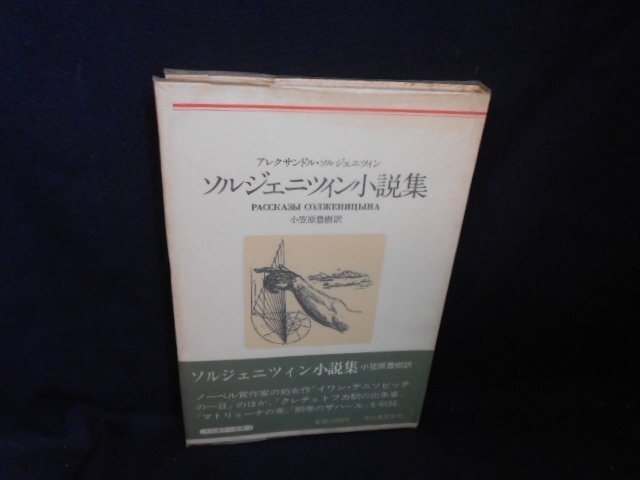 アレクサンドル・ソルジェニツィン
ソルジェニツィン小説集
РАССКАЗЫ СОЛЖЕНИЦЫНА
小笠原豊樹訳
ソルジェニツィン小説集 小笠原豊樹訳
ノーベル賞作家の処女作「イワン・デニソビッチ
の一日」のほか、「クレチェトフカ駅の出来事」
「マトリョーナの家」「胴巻のザハール」を収録。